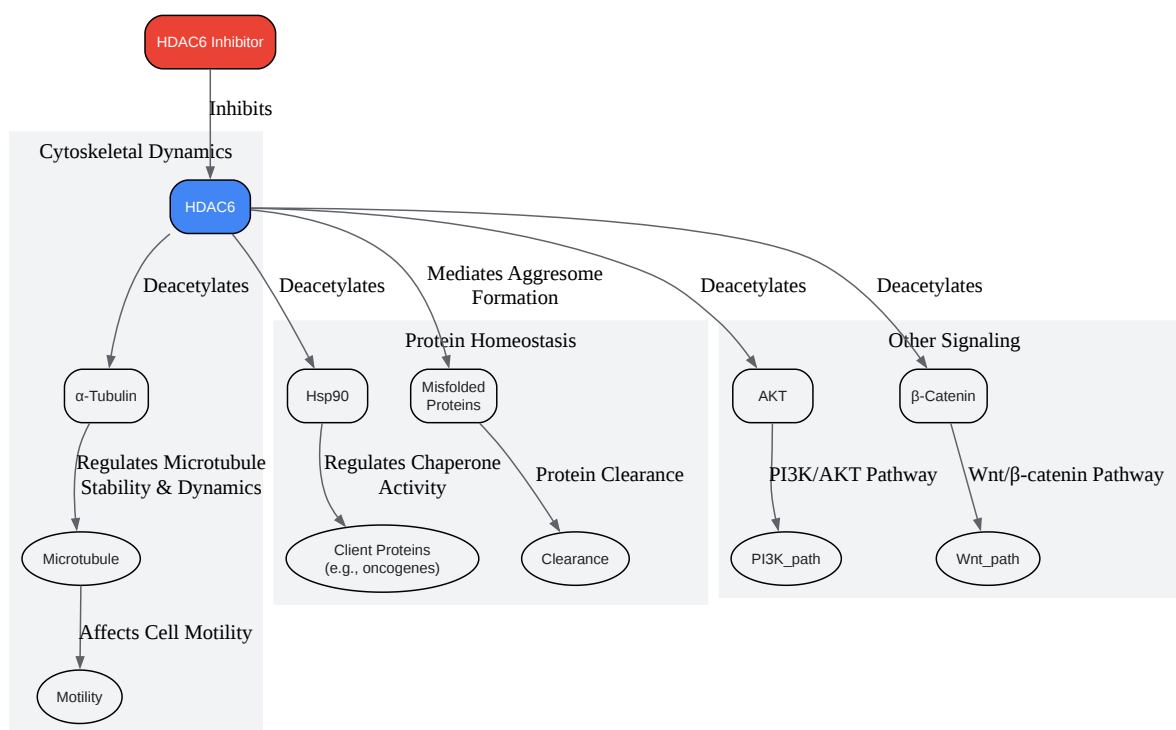 HDAC6 Inhibitor
Inhibits
Cytoskeletal Dynamics
HDAC6
Deacetylates
Deacetylates
Mediates Aggresome
Formation
Deacetylates
Deacetylates
Protein Homeostasis
Other Signaling
α-Tubulin
Hsp90
Misfolded
Proteins
AKT
β-Catenin
Regulates Microtubule
Stability & Dynamics
Regulates Chaperone
Activity
Protein Clearance
PI3K/AKT Pathway
Wnt/β-catenin Pathway
Microtubule
Client Proteins
(e.g., oncogenes)
Clearance
PI3K_path
Wnt_path
Affects Cell Motility
Motility